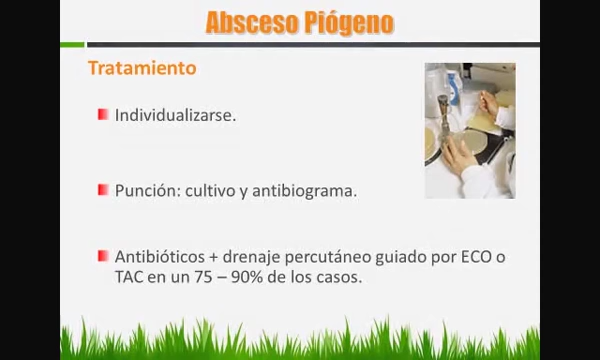 Absceso Piógeno
Tratamiento
Individualizarse.
Punción: cultivo y antibiograma.
Antibióticos + drenaje percutáneo guiado por ECO o
TAC en un 75 – 90% de los casos.